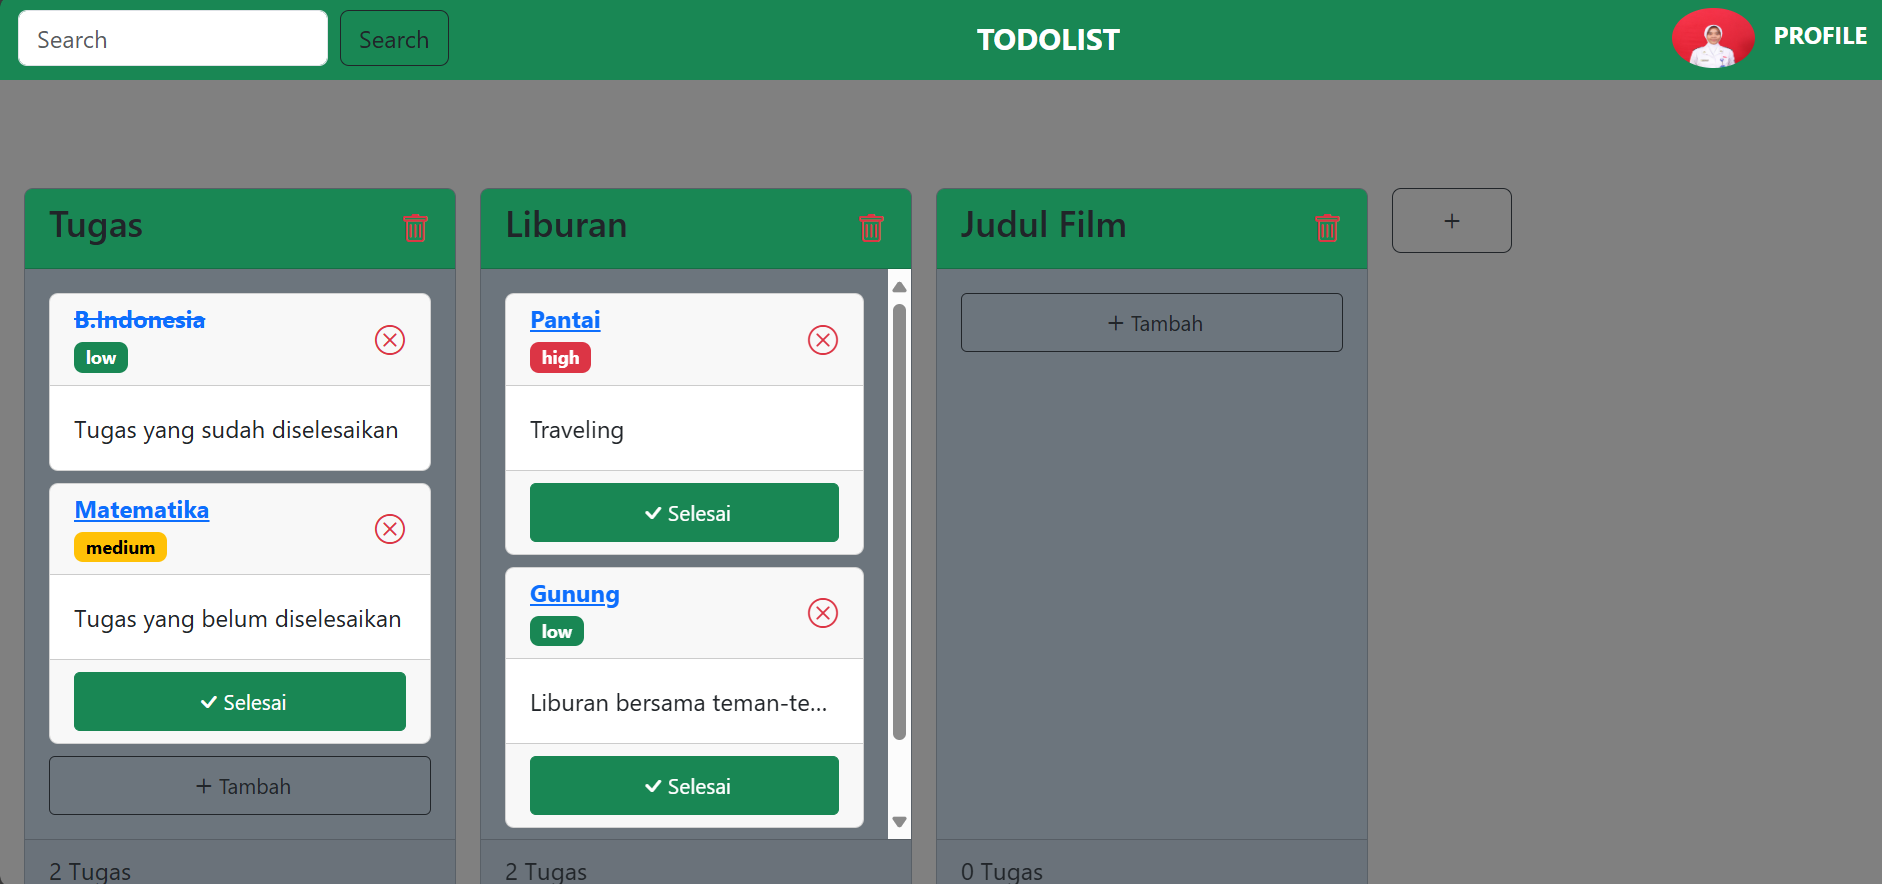 Search
Search
TODOLIST
PROFILE
Tugas
B.Indonesia
low
Tugas yang sudah diselesaikan
Matematika
medium
Tugas yang belum diselesaikan
Selesai
+ Tambah
2 Tugas
Liburan
Pantai
high
Traveling
Selesai
Gunung
low
Liburan bersama teman-te...
Selesai
2 Tugas
Judul Film
+ Tambah
0 Tugas
+